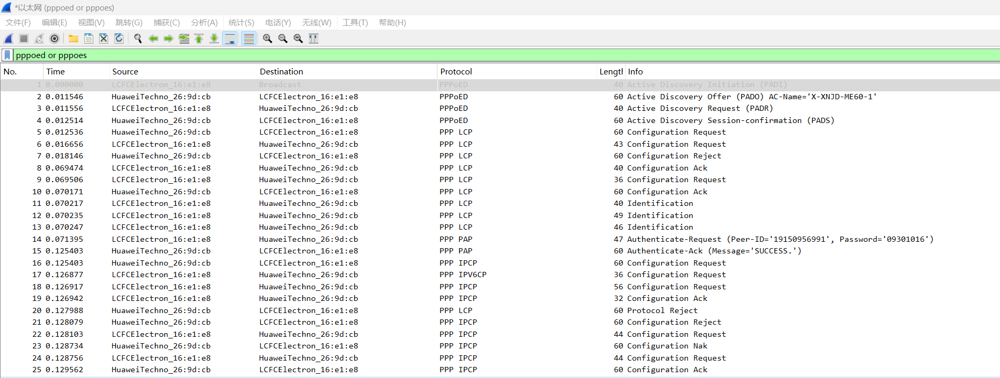 *以太网 (pppoed or pppoes)
文件(F) 编辑(E) 视图(V) 跳转(G) 捕获(C) 分析(A) 统计(S) 电话(Y) 无线(W) 工具(T) 帮助(H)
pppoed or pppoes
No. Time Source Destination Protocol Length Info
1 0.000000 LCFCElectron_16:e1:e8 Broadcast PPPoED 40 Active Discovery Initiation (PADI)
2 0.011546 HuaweiTechno_26:9d:cb LCFCElectron_16:e1:e8 PPPoED 60 Active Discovery Offer (PADO) AC-Name='X-XNJD-ME60-1'
3 0.011556 LCFCElectron_16:e1:e8 HuaweiTechno_26:9d:cb PPPoED 40 Active Discovery Request (PADR)
4 0.012514 HuaweiTechno_26:9d:cb LCFCElectron_16:e1:e8 PPPoED 60 Active Discovery Session-confirmation (PADS)
5 0.012536 HuaweiTechno_26:9d:cb LCFCElectron_16:e1:e8 PPP LCP 60 Configuration Request
6 0.016656 LCFCElectron_16:e1:e8 HuaweiTechno_26:9d:cb PPP LCP 43 Configuration Request
7 0.018146 HuaweiTechno_26:9d:cb LCFCElectron_16:e1:e8 PPP LCP 60 Configuration Reject
8 0.069474 LCFCElectron_16:e1:e8 HuaweiTechno_26:9d:cb PPP LCP 40 Configuration Ack
9 0.069506 LCFCElectron_16:e1:e8 HuaweiTechno_26:9d:cb PPP LCP 36 Configuration Request
10 0.070171 HuaweiTechno_26:9d:cb LCFCElectron_16:e1:e8 PPP LCP 60 Configuration Ack
11 0.070217 LCFCElectron_16:e1:e8 HuaweiTechno_26:9d:cb PPP LCP 40 Identification
12 0.070235 LCFCElectron_16:e1:e8 HuaweiTechno_26:9d:cb PPP LCP 49 Identification
13 0.070247 LCFCElectron_16:e1:e8 HuaweiTechno_26:9d:cb PPP LCP 46 Identification
14 0.071395 LCFCElectron_16:e1:e8 HuaweiTechno_26:9d:cb PPP PAP 47 Authenticate-Request (Peer-ID='19150956991', Password='09301016')
15 0.125403 HuaweiTechno_26:9d:cb LCFCElectron_16:e1:e8 PPP PAP 60 Authenticate-Ack (Message='SUCCESS.')
16 0.125403 HuaweiTechno_26:9d:cb LCFCElectron_16:e1:e8 PPP IPCP 60 Configuration Request
17 0.126877 LCFCElectron_16:e1:e8 HuaweiTechno_26:9d:cb PPP IPV6CP 36 Configuration Request
18 0.126917 LCFCElectron_16:e1:e8 HuaweiTechno_26:9d:cb PPP IPCP 56 Configuration Request
19 0.126942 LCFCElectron_16:e1:e8 HuaweiTechno_26:9d:cb PPP IPCP 32 Configuration Ack
20 0.127988 HuaweiTechno_26:9d:cb LCFCElectron_16:e1:e8 PPP LCP 60 Protocol Reject
21 0.128079 HuaweiTechno_26:9d:cb LCFCElectron_16:e1:e8 PPP IPCP 60 Configuration Reject
22 0.128103 LCFCElectron_16:e1:e8 HuaweiTechno_26:9d:cb PPP IPCP 44 Configuration Request
23 0.128734 HuaweiTechno_26:9d:cb LCFCElectron_16:e1:e8 PPP IPCP 60 Configuration Nak
24 0.128756 LCFCElectron_16:e1:e8 HuaweiTechno_26:9d:cb PPP IPCP 44 Configuration Request
25 0.129562 HuaweiTechno_26:9d:cb LCFCElectron_16:e1:e8 PPP IPCP 60 Configuration Ack